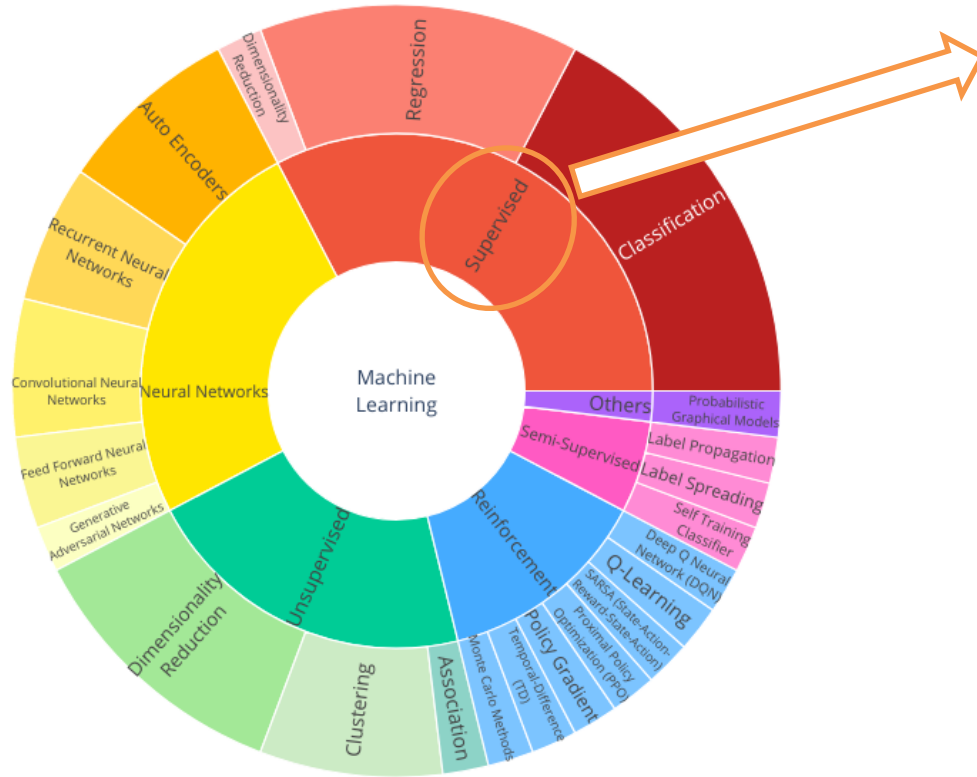 Machine
Learning
Supervised
Dimensionality
Reduction
Regression
Classification
Others
Probabilistic
Graphical Models
Semi-Supervised
Label Propagation
Label Spreading
Self Training
Classifier
Reinforcement
Deep Q Neural
Network (DQN)
Q-Learning
SARSA (State-Action-
Reward-State-Action)
Proximal Policy
Optimization (PPO)
Policy Gradient
Temporal-Difference
(TD)
Monte Carlo Methods
Unsupervised
Association
Clustering
Dimensionality
Reduction
Neural Networks
Generative
Adversarial Networks
Feed Forward Neural
Networks
Convolutional Neural
Networks
Recurrent Neural
Networks
Auto Encoders